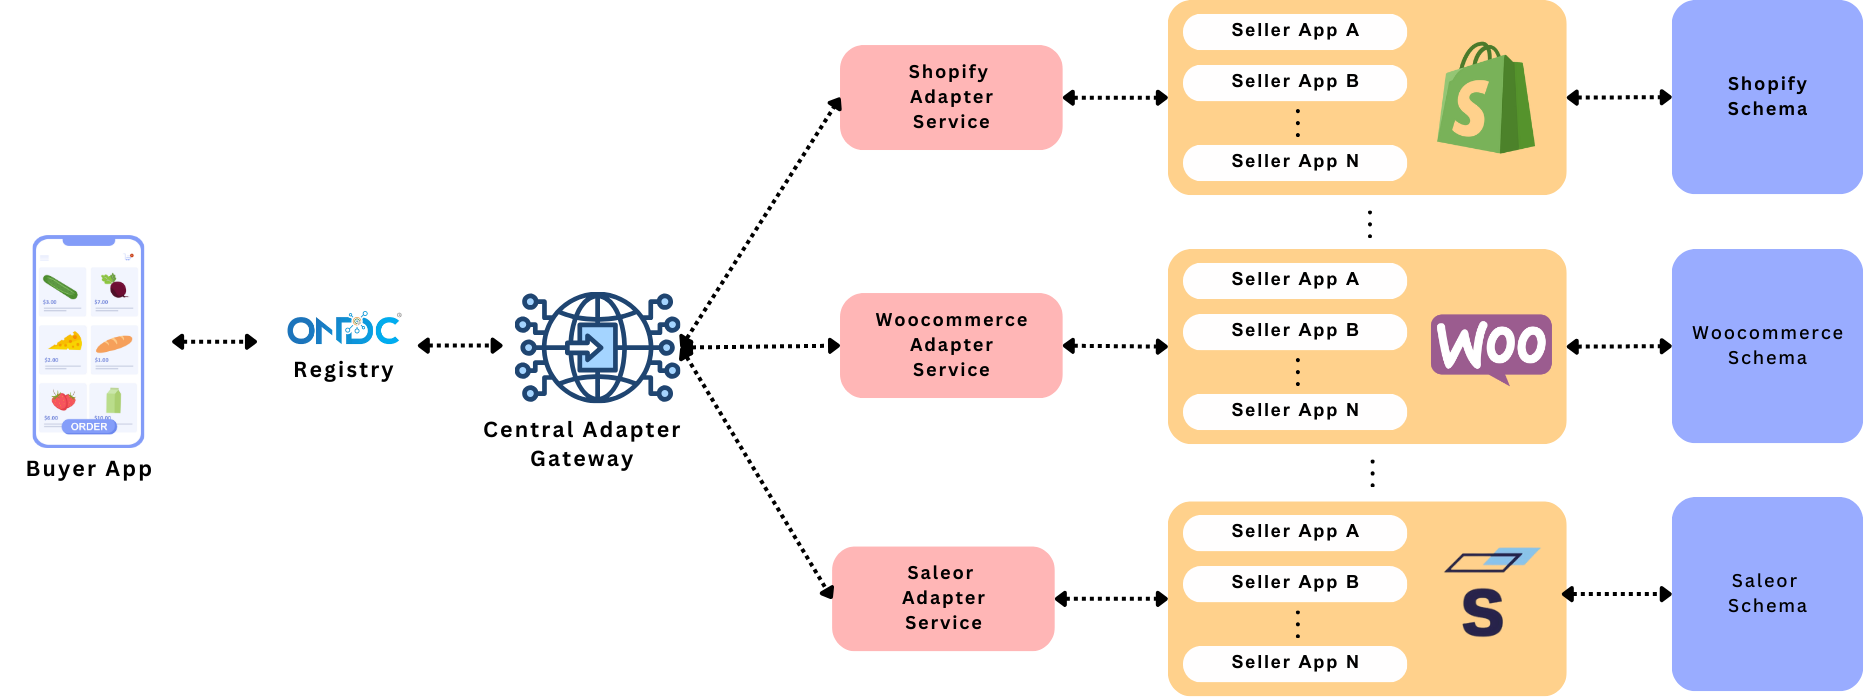 Shopify
Adapter
Service
Seller App A
Seller App B
Seller App N
S
Shopify
Schema
$7.00
ORDER
Buyer App
ONDC
Registry
Central Adapter
Gateway
Woocommerce
Adapter
Service
Seller App A
Seller App B
Seller App N
WOO
Woocommerce
Schema
Saleor
Adapter
Service
Seller App A
Seller App B
Seller App N
S
Saleor
Schema